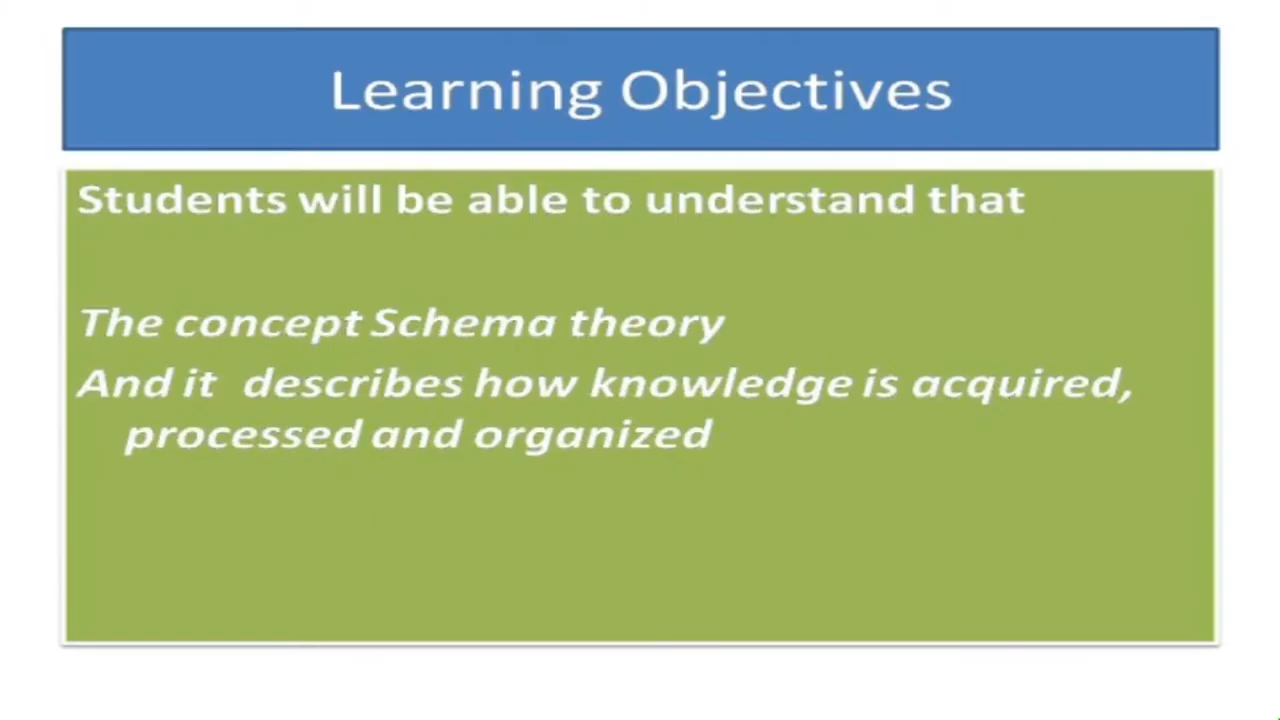 Learning Objectives
Students will be able to understand that
The concept Schema theory
And it describes how knowledge is acquired,
processed and organized